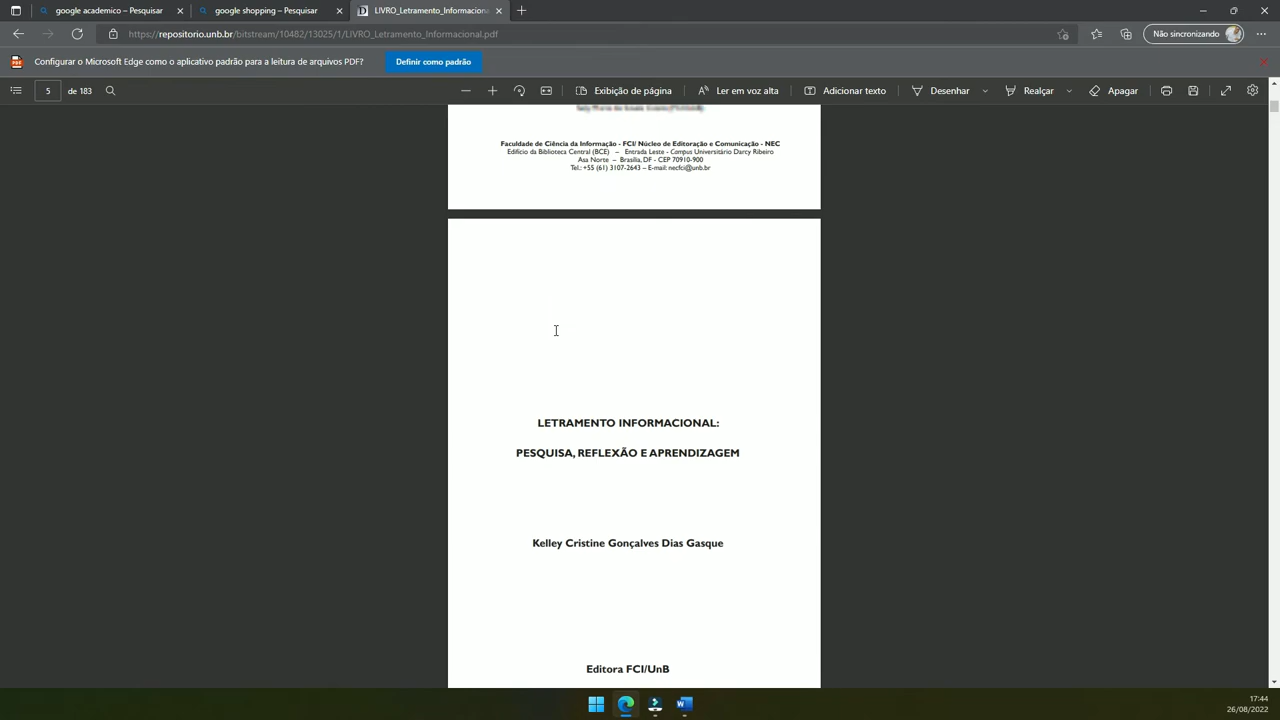 google academico – Pesquisar
google shopping – Pesquisar
LIVRO_Letramento_Informaciona
https://repositorio.unb.br/bitstream/10482/13025/1/LIVRO_Letramento_Informacional.pdf
Não sincronizando
Configurar o Microsoft Edge como o aplicativo padrão para a leitura de arquivos PDF?
Definir como padrão
5 de 183
Exibição de página
Ler em voz alta
Adicionar texto
Desenhar
Realçar
Apagar
Faculdade de Ciência da Informação - FCI/ Núcleo de Editoração e Comunicação - NEC
Edifício da Biblioteca Central (BCE) – Entrada Leste - Campus Universitário Darcy Ribeiro
Asa Norte – Brasília, DF - CEP 70910-900
Tel.: +55 (61) 3107-2643 – E-mail: necfci@unb.br
LETRAMENTO INFORMACIONAL:
PESQUISA, REFLEXÃO E APRENDIZAGEM
Kelley Cristine Gonçalves Dias Gasque
Editora FCI/UnB
17:44
26/08/2022